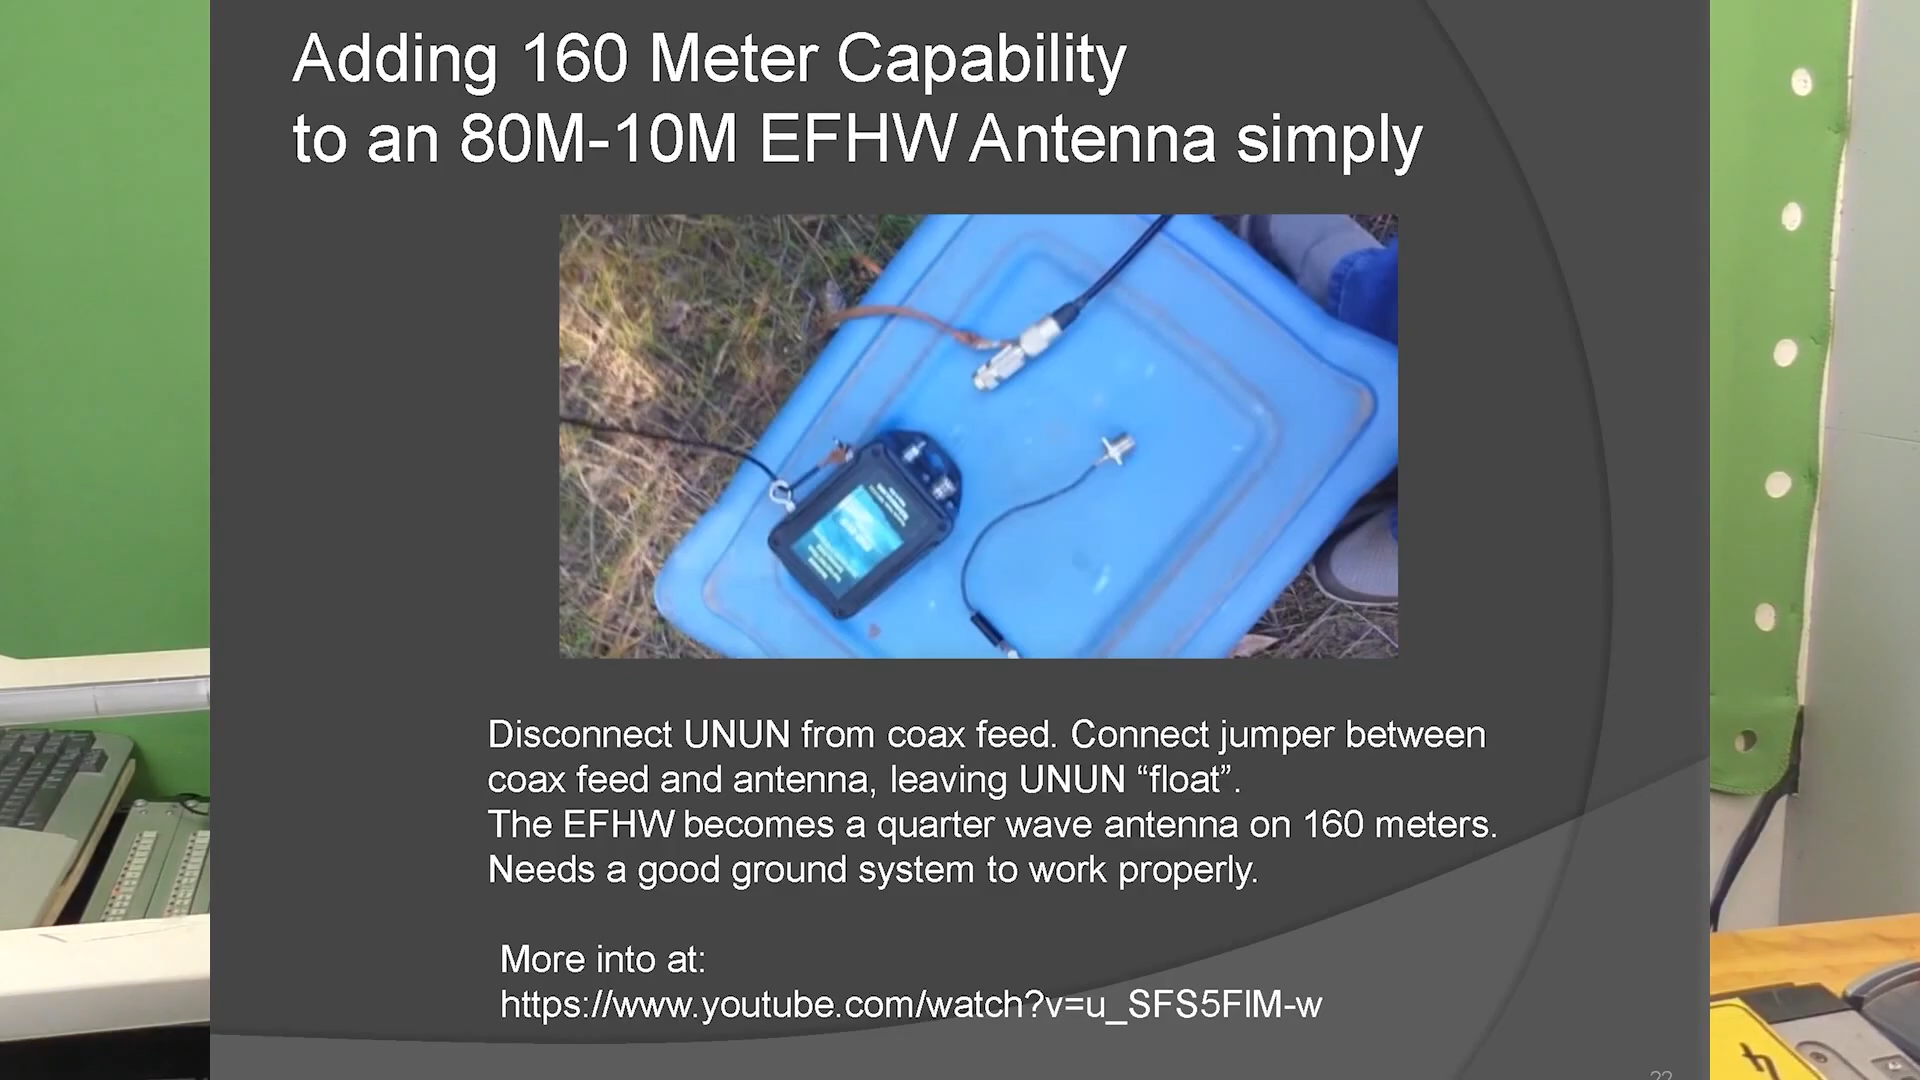 Adding 160 Meter Capability
to an 80M-10M EFHW Antenna simply
Disconnect UNUN from coax feed. Connect jumper between
coax feed and antenna, leaving UNUN “float”.
The EFHW becomes a quarter wave antenna on 160 meters.
Needs a good ground system to work properly.
More into at:
https://www.youtube.com/watch?v=u_SFS5FlM-w